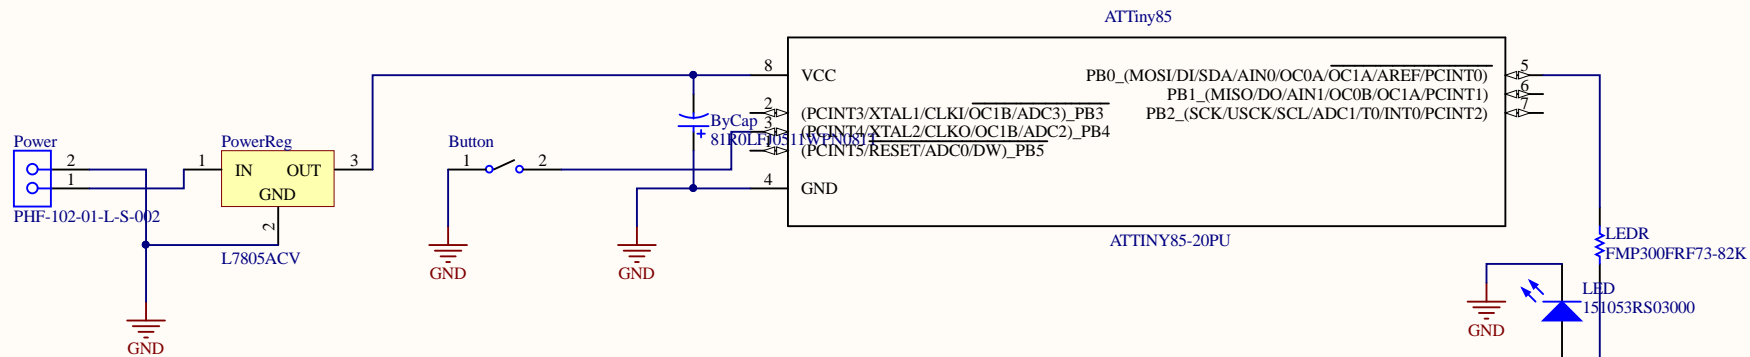 ATTiny85
Power
2
1
PHF-102-01-L-S-002
PowerReg
1
IN
OUT
3
GND
2
L7805ACV
GND
Button
1
2
GND
ByCap
GND
8
VCC
2
(PCINT3/XTAL1/CLKI/OC1B/ADC3)_PB3
3
(PCINT4/XTAL2/CLKO/OC1B/ADC2)_PB4
1
(PCINT5/RESET/ADC0/DW)_PB5
4
GND
PB0_(MOSI/DI/SDA/AIN0/OC0A/OC1A/AREF/PCINT0)
5
PB1_(MISO/DO/AIN1/OC0B/OC1A/PCINT1)
6
PB2_(SCK/USCK/SCL/ADC1/T0/INT0/PCINT2)
7
ATTINY85-20PU
LEDR
FMP300FRF73-82K
LED
151053RS03000
GND